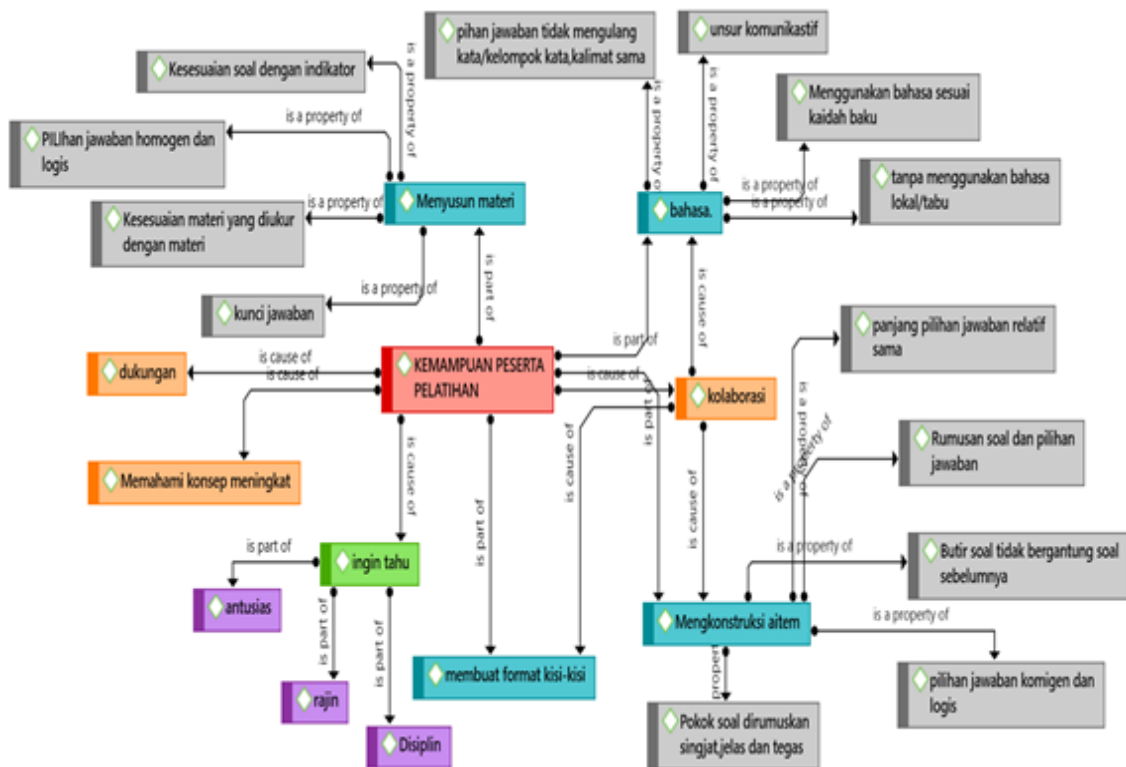 pihan jawaban tidak mengulang
kata/kelompok kata,kalimat sama
unsur komunikastif
Kesesuaian soal dengan indikator
is a property of
is a property of
is a property of
Menggunakan bahasa sesuai
kaidah baku
PILIhan jawaban homogen dan
logis
is a property of
tanpa menggunakan bahasa
lokal/tabu
Menyusun materi
is a property of
is a property of
Kesesuaian materi yang diukur
dengan materi
is a property of
bahasa.
is a property of
kunci jawaban
is part of
is part of
is cause of
panjang pilihan jawaban relatif
sama
dukungan
is cause of
is cause of
KEMAMPUAN PESERTA
PELATIHAN
is cause of
kolaborasi
is part of
is a property of
is a property of
Rumusan soal dan pilihan
jawaban
Memahami konsep meningkat
is cause of
is part of
is cause of
is cause of
is part of
ingin tahu
is a property of
Butir soal tidak bergantung soal
sebelumnya
antusias
is part of
is part of
Mengkonstruksi aitem
is a property of
membuat format kisi-kisi
propert
pilihan jawaban komigen dan
logis
rajin
Disiplin
Pokok soal dirumuskan
singjat,jelas dan tegas